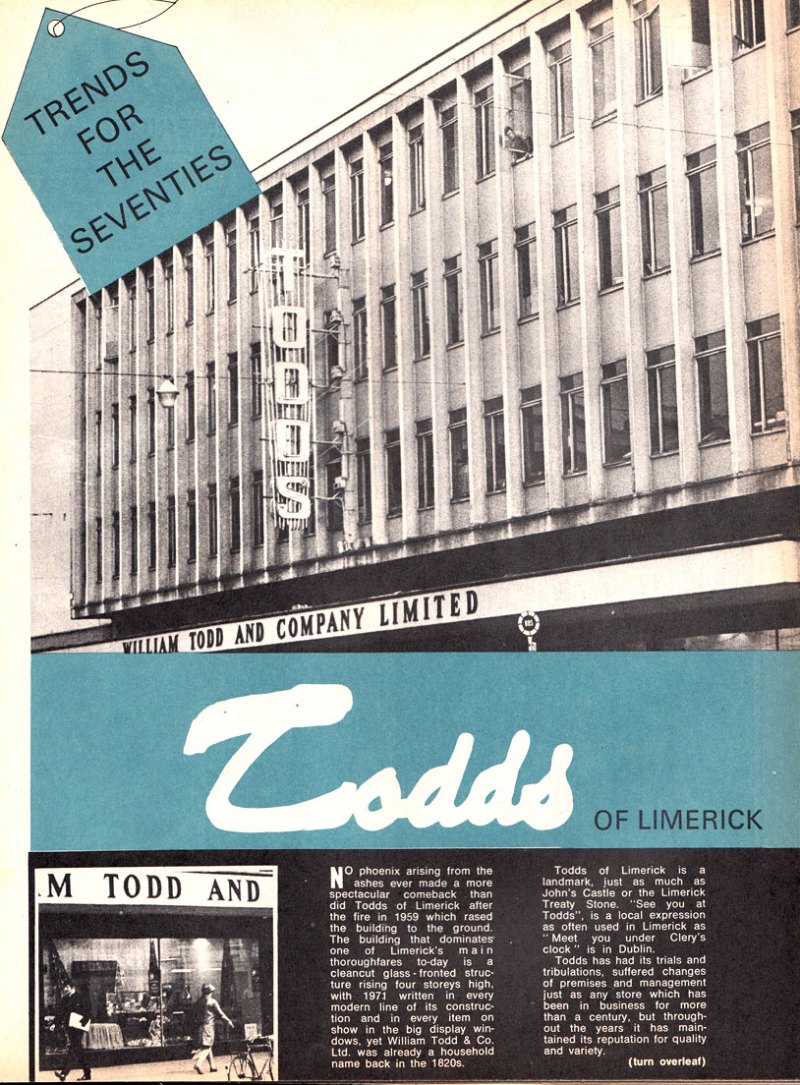 TRENDS
FOR
THE
SEVENTIES
TODDS
WILLIAM TODD AND COMPANY LIMITED
BUS
Todds
OF LIMERICK
.M TODD AND
NO phoenix arising from the
ashes ever made a more
spectacular comeback than
did Todds of Limerick after
the fire in 1959 which rased
the building to the ground.
The building that dominates
one of Limerick's main
thoroughfares to-day is a
cleancut glass-fronted struc-
ture rising four storeys high,
with 1971 written in every
modern line of its construc-
tion and in every item on
show in the big display win-
dows, yet William Todd & Co.
Ltd. was already a household
name back in the 1820s.
Todds of Limerick is a
landmark, just as much as
John's Castle or the Limerick
Treaty Stone. "See you at
Todds", is a local expression
as often used in Limerick as
"Meet you under Clery's
clock" is in Dublin.
Todds has had its trials and
tribulations, suffered changes
of premises and management
just as any store which has
been in business for more
than a century, but through-
out the years it has main-
tained its reputation for quality
and variety.
(turn overleaf)